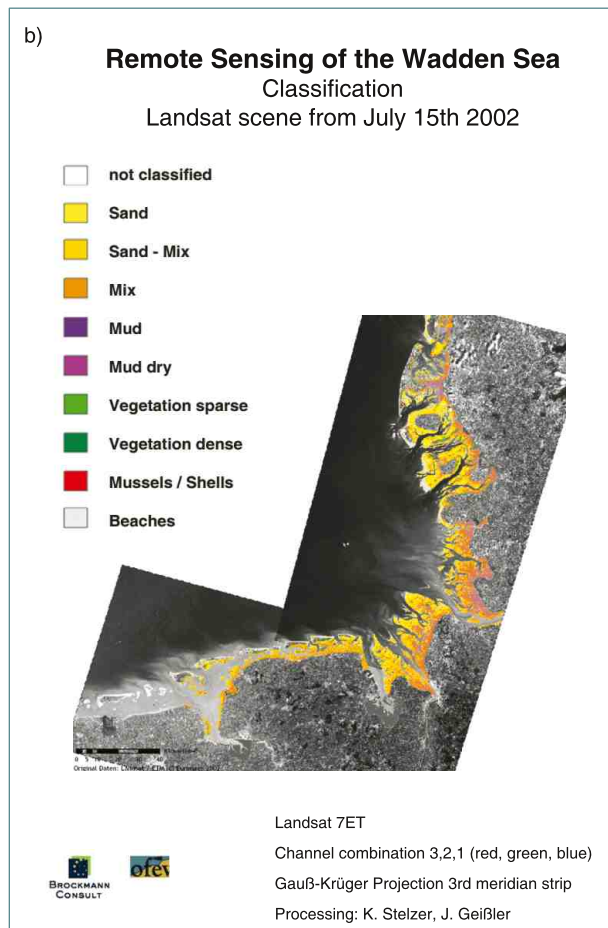 b)
Remote Sensing of the Wadden Sea
Classification
Landsat scene from July 15th 2002
not classified
Sand
Sand - Mix
Mix
Mud
Mud dry
Vegetation sparse
Vegetation dense
Mussels / Shells
Beaches
Original Daten:
Landsat 7ET
Channel combination 3,2,1 (red, green, blue)
Gauß-Krüger Projection 3rd meridian strip
Processing: K. Stelzer, J. Geißler
BROCKMANN
CONSULT